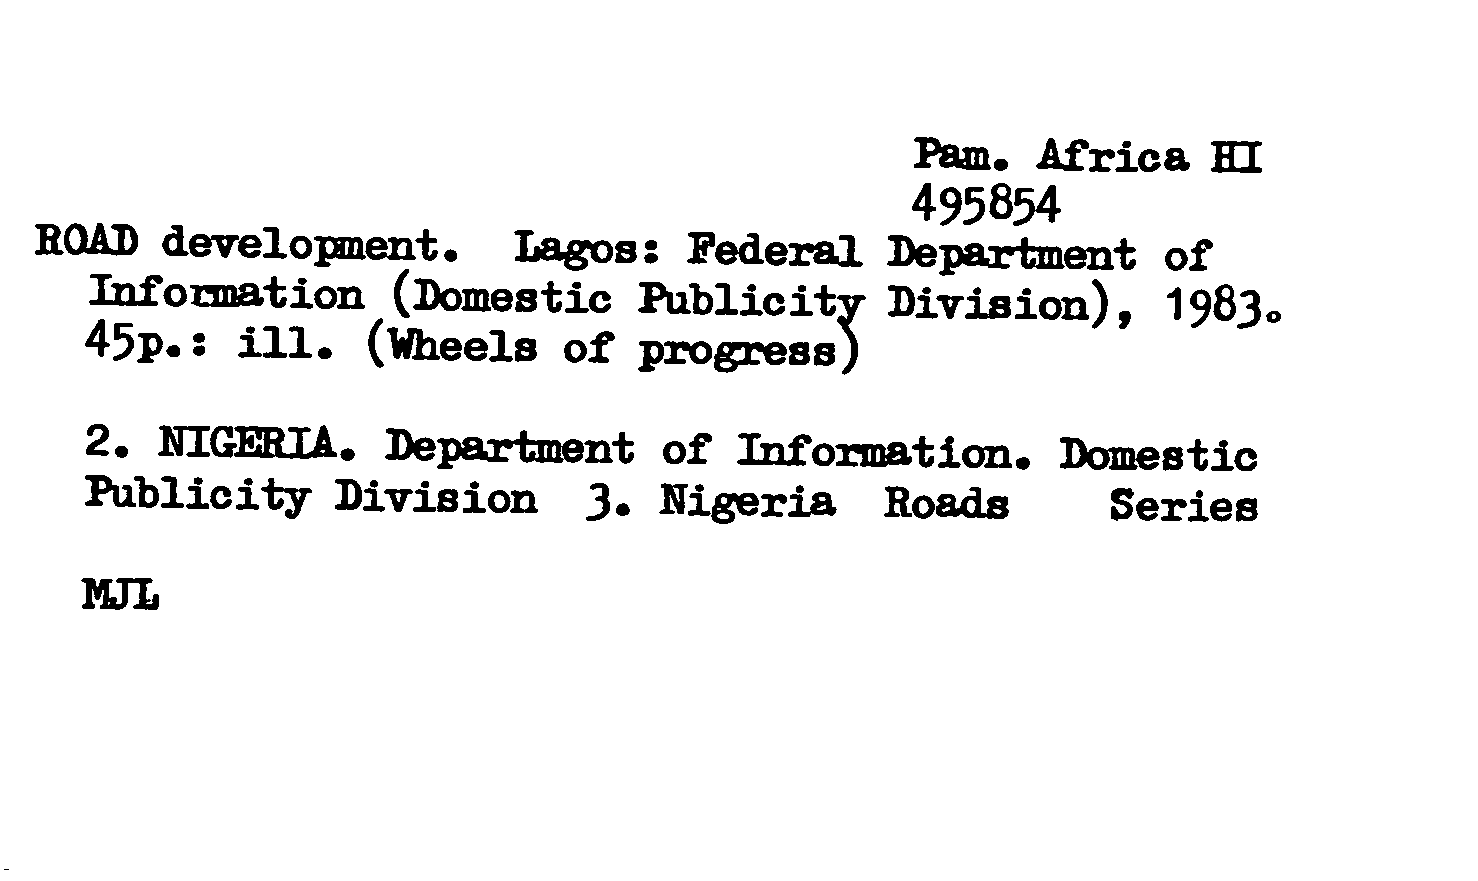 Pam. Africa HI
495854
ROAD development. Lagos: Federal Department of
Information (Domestic Publicity Division), 1983.
45p.: ill. (Wheels of progress)
2. NIGERIA. Department of Information. Domestic
Publicity Division 3. Nigeria Roads Series
MJL